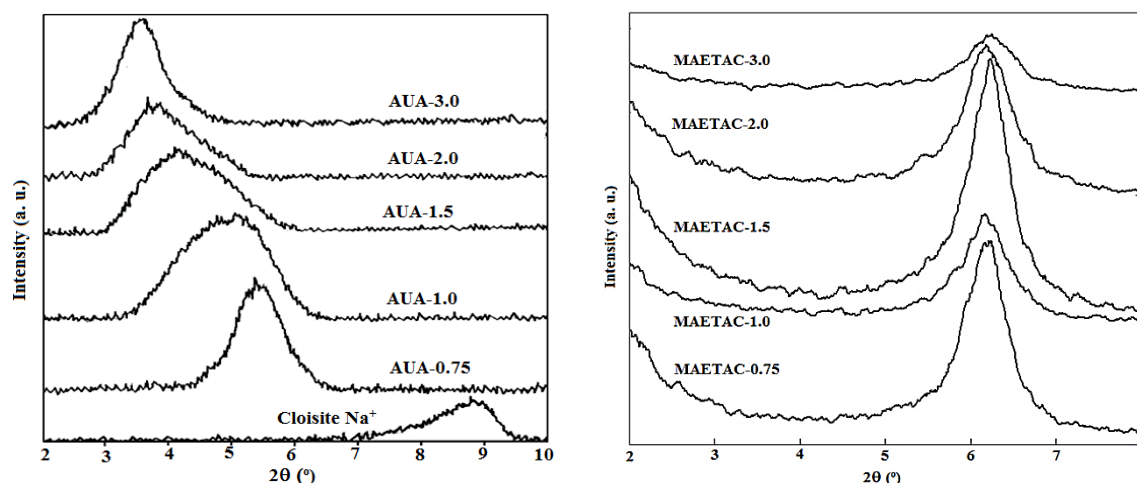 AUA-3.0
AUA-2.0
AUA-1.5
AUA-1.0
AUA-0.75
Cloisite Na⁺
Intensity (a. u.)
2 3 4 5 6 7 8 9 10
2θ (º)
MAETAC-3.0
MAETAC-2.0
MAETAC-1.5
MAETAC-1.0
MAETAC-0.75
Intensity (a. u.)
2 3 4 5 6 7
2θ (º)